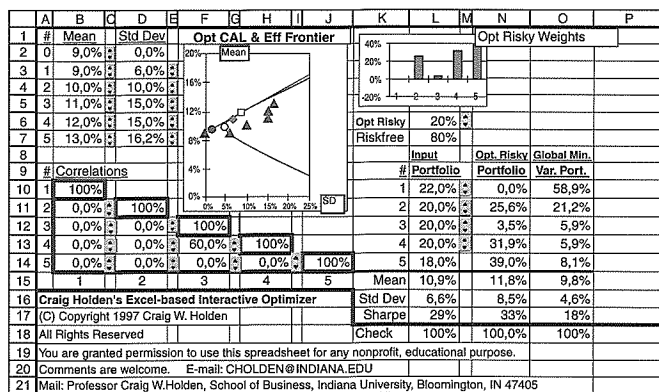 A B C D E F G H I J K L M N O P
1 # Mean Std Dev Opt CAL & Eff Frontier Opt Risky Weights
2 0 9,0% 0,0%
3 1 9,0% 6,0%
4 2 10,0% 10,0%
5 3 11,0% 15,0%
6 4 12,0% 15,0% Opt Risky 20%
7 5 13,0% 16,2% Riskfree 80%
20% Mean
16%
12%
8%
4%
0%
0% 5% 10% 15% 20% 25%
SD
40%
20%
0%
-20% 1 2 3 4 5
8 Input Opt. Risky Global Min.
9 # Correlations # Portfolio Portfolio Var. Port.
10 1 100% 1 22,0% 0,0% 58,9%
11 2 0,0% 100% 2 20,0% 25,6% 21,2%
12 3 0,0% 0,0% 100% 3 20,0% 3,5% 5,9%
13 4 0,0% 0,0% 60,0% 100% 4 20,0% 31,9% 5,9%
14 5 0,0% 0,0% 0,0% 0,0% 100% 5 18,0% 39,0% 8,1%
15 1 2 3 4 5 Mean 10,9% 11,8% 9,8%
16 Craig Holden's Excel-based Interactive Optimizer Std Dev 6,6% 8,5% 4,6%
17 (C) Copyright 1997 Craig W. Holden Sharpe 29% 33% 18%
18 All Rights Reserved Check 100% 100,0% 100%
19 You are granted permission to use this spreadsheet for any nonprofit, educational purpose.
20 Comments are welcome. E-mail: CHOLDEN@INDIANA.EDU
21 Mail: Professor Craig W.Holden, School of Business, Indiana University, Bloomington, IN 47405